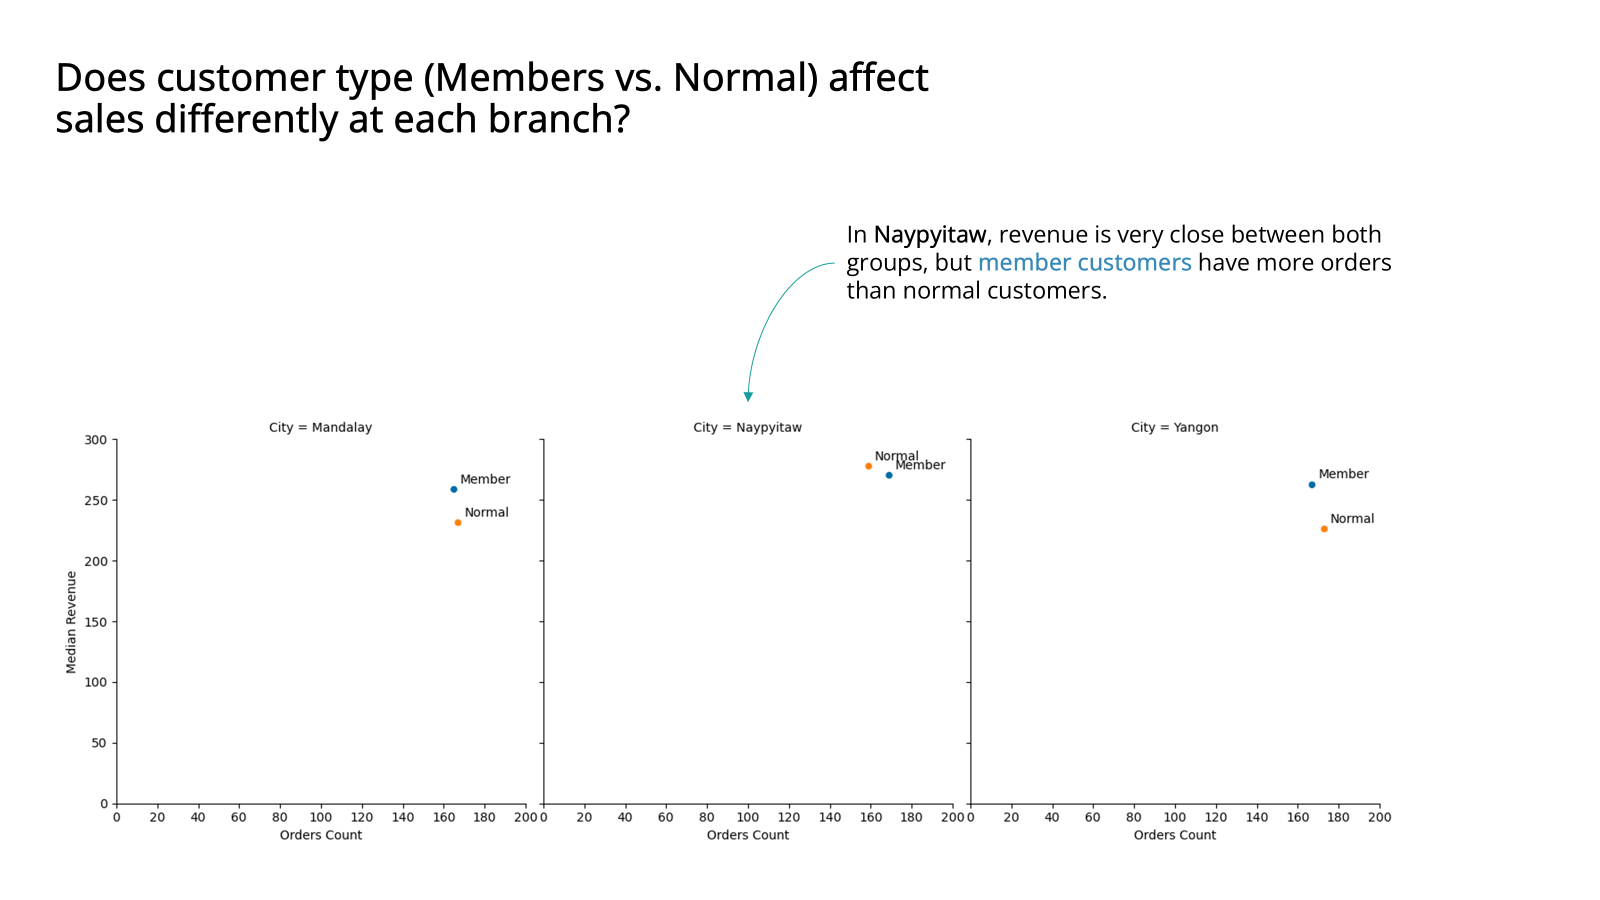 Does customer type (Members vs. Normal) affect
sales differently at each branch?
In Naypyitaw, revenue is very close between both
groups, but member customers have more orders
than normal customers.
City = Mandalay
300
250
200
150
100
50
0
Median Revenue
Member
Normal
0 20 40 60 80 100 120 140 160 180 200
Orders Count
City = Naypyitaw
Normal
Member
0 20 40 60 80 100 120 140 160 180 200
Orders Count
City = Yangon
Member
Normal
0 20 40 60 80 100 120 140 160 180 200
Orders Count